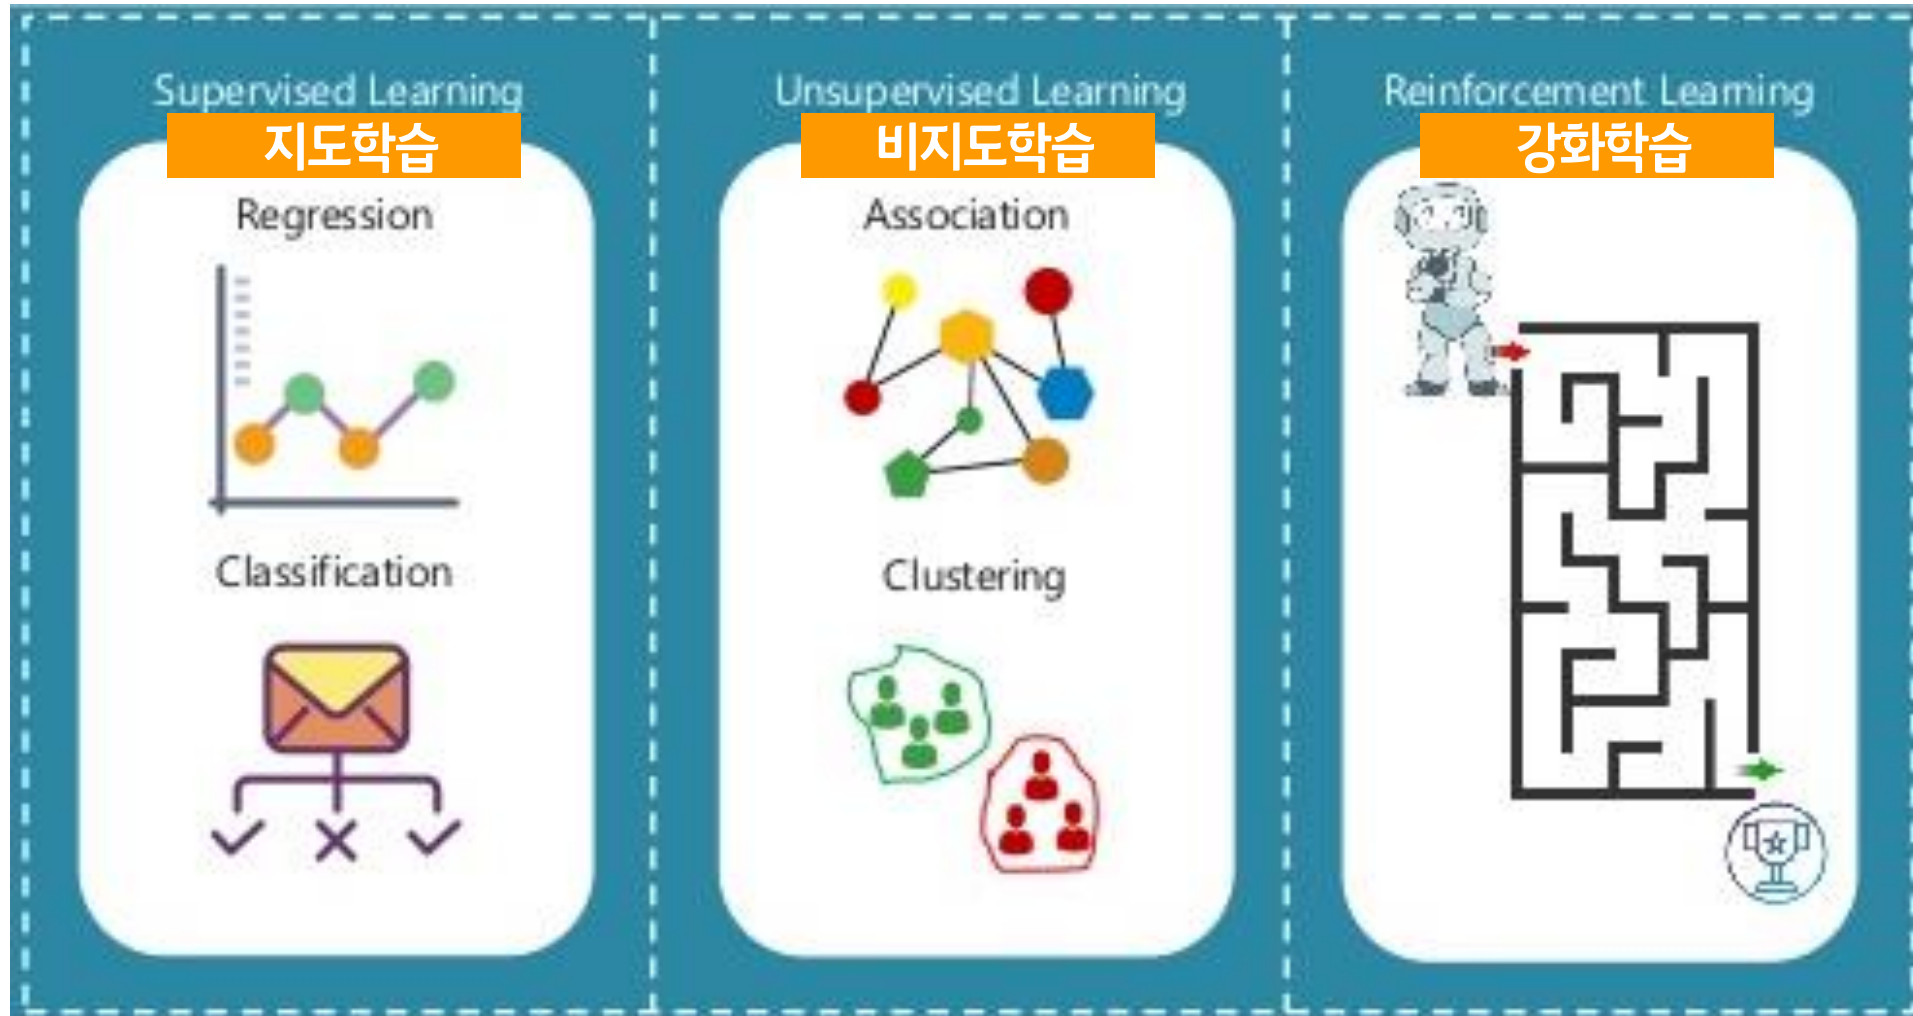 Supervised Learning
지도학습
Regression
Classification
Unsupervised Learning
비지도학습
Association
Clustering
Reinforcement Learning
강화학습